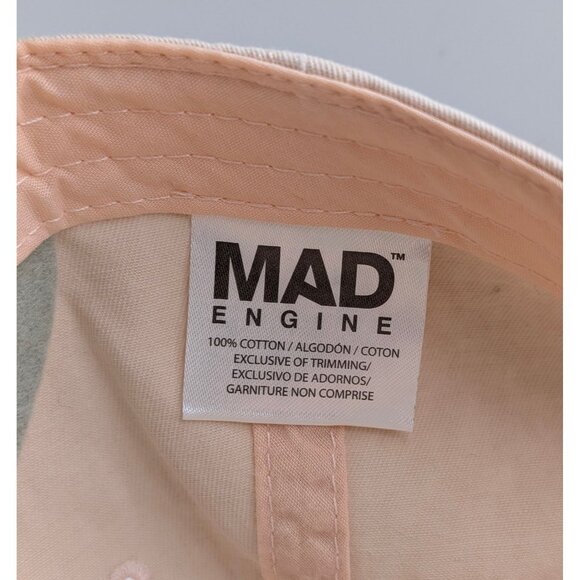 MAD™
ENGINE
100% COTTON / ALGODÓN / COTON
EXCLUSIVE OF TRIMMING/
EXCLUSIVO DE ADORNOS/
GARNITURE NON COMPRISE